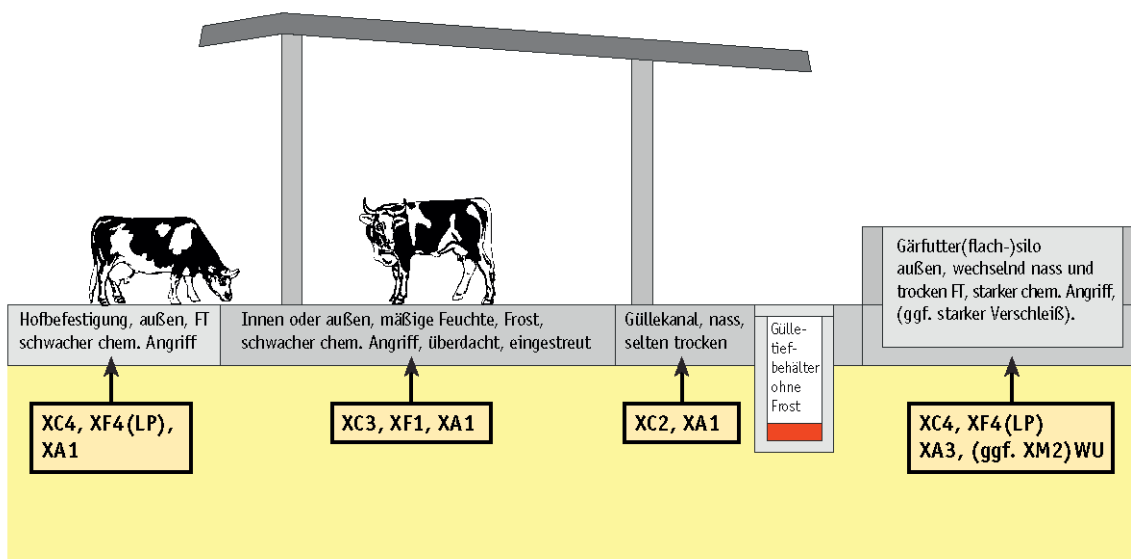 Hofbefestigung, außen, FT
schwacher chem. Angriff
Innen oder außen, mäßige Feuchte, Frost,
schwacher chem. Angriff, überdacht, eingestreut
Güllekanal, nass,
selten trocken
Gülle-
tief-
behälter
ohne
Frost
Gärfutter(flach-)silo
außen, wechselnd nass und
trocken FT, starker chem. Angriff,
(ggf. starker Verschleiß).
XC4, XF4(LP),
XA1
XC3, XF1, XA1
XC2, XA1
XC4, XF4(LP)
XA3, (ggf. XM2)WU